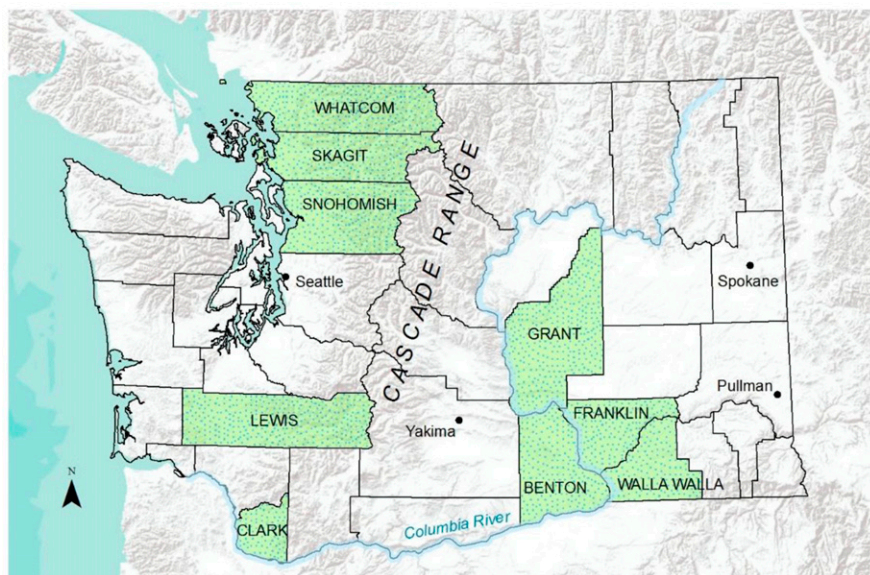 WHATCOM
SKAGIT
SNOHOMISH
CASCADE RANGE
Seattle
Spokane
GRANT
Pullman
FRANKLIN
LEWIS
Yakima
BENTON
WALLA WALLA
N
CLARK
Columbia River